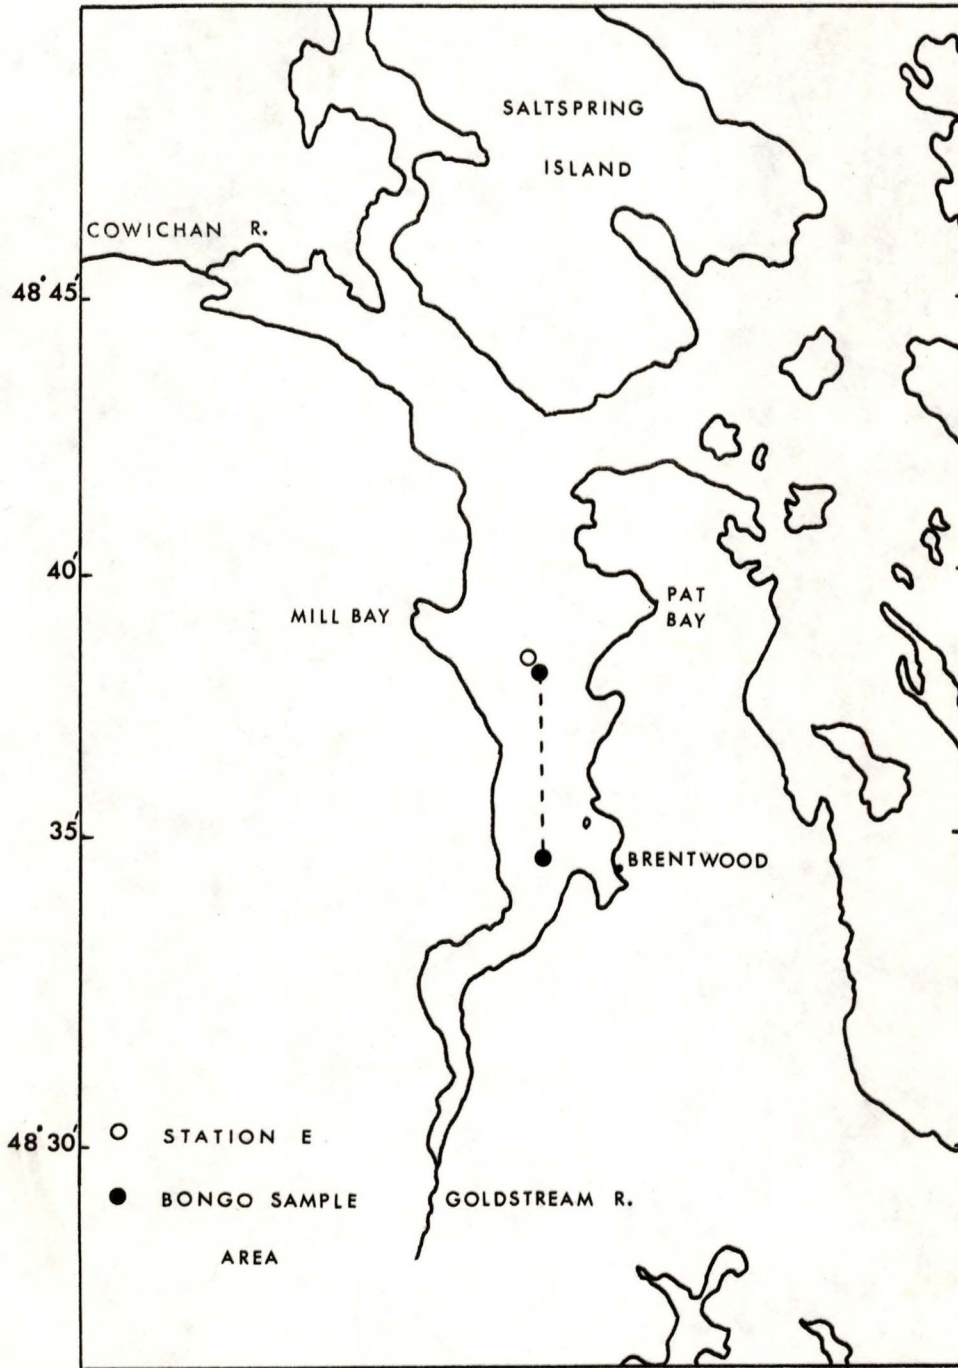 SALTSPRING
ISLAND
COWICHAN R.
48° 45′
40′
MILL BAY
PAT
BAY
35′
BRENTWOOD
48° 30′
STATION E
BONGO SAMPLE
AREA
GOLDSTREAM R.